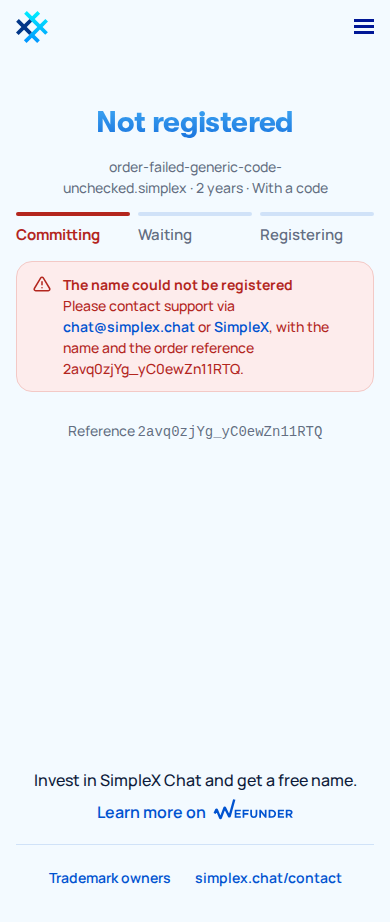 Not registered
order-failed-generic-code-
unchecked.simplex · 2 years · With a code
Committing
Waiting
Registering
The name could not be registered
Please contact support via
chat@simplex.chat or SimpleX, with the
name and the order reference
2avq0zjYg_yC0ewZn11RTQ.
Reference 2avq0zjYg_yC0ewZn11RTQ
Invest in SimpleX Chat and get a free name.
Learn more on WEFUNDER
Trademark owners
simplex.chat/contact